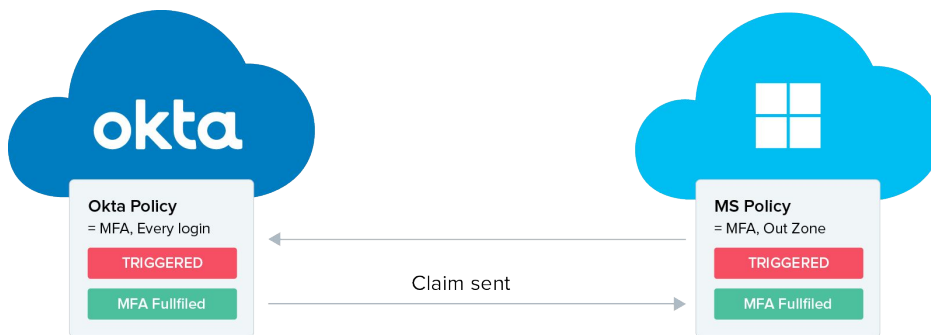 okta
Okta Policy
= MFA, Every login
TRIGGERED
MFA Fullfiled
Claim sent
MS Policy
= MFA, Out Zone
TRIGGERED
MFA Fullfiled